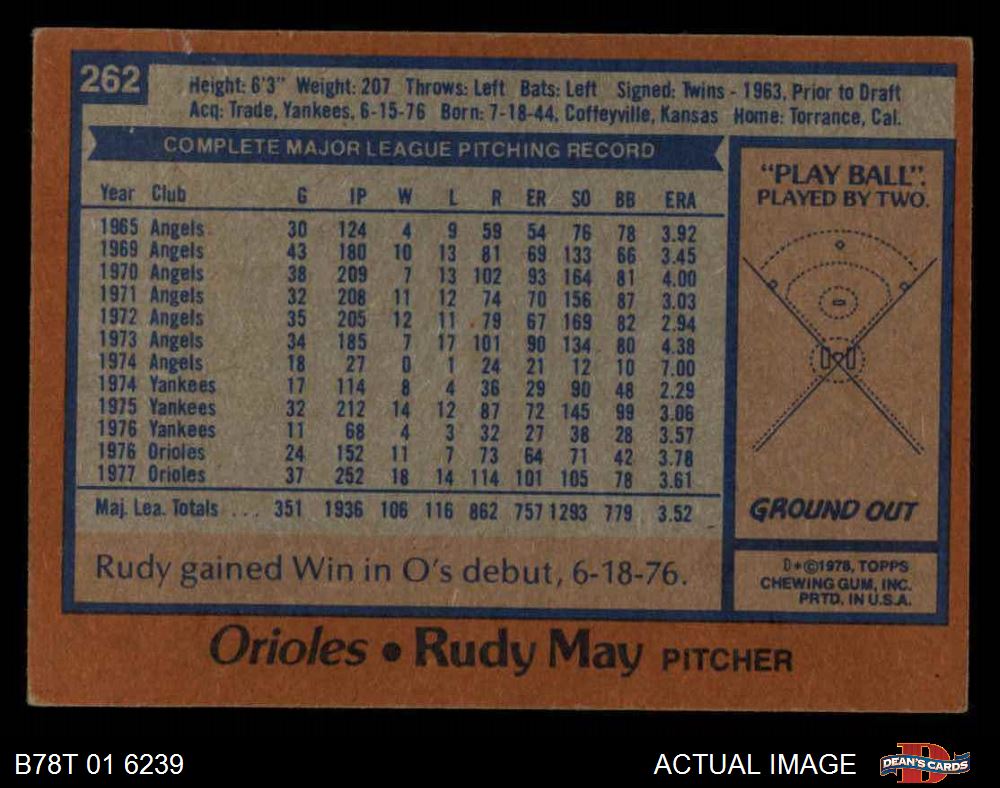 262
Height: 6'3" Weight: 207 Throws: Left Bats: Left Signed: Twins - 1963, Prior to Draft
Acq: Trade, Yankees, 6-15-76 Born: 7-18-44, Coffeyville, Kansas Home: Torrance, Cal.
COMPLETE MAJOR LEAGUE PITCHING RECORD
Year Club G IP W L R ER SO BB ERA
1965 Angels 30 124 4 9 59 54 76 78 3.92
1969 Angels 43 180 10 13 81 69 133 66 3.45
1970 Angels 38 209 7 13 102 93 164 81 4.00
1971 Angels 32 208 11 12 74 70 156 87 3.03
1972 Angels 35 205 12 11 79 67 169 82 2.94
1973 Angels 34 185 7 17 101 90 134 80 4.38
1974 Angels 18 27 0 1 24 21 12 10 7.00
1974 Yankees 17 114 8 4 36 29 90 48 2.29
1975 Yankees 32 212 14 12 87 72 145 99 3.06
1976 Yankees 11 68 4 3 32 27 38 28 3.57
1976 Orioles 24 152 11 7 73 64 71 42 3.78
1977 Orioles 37 252 18 14 114 101 105 78 3.61
Maj. Lea. Totals ... 351 1936 106 116 862 757 1293 779 3.52
Rudy gained Win in O's debut, 6-18-76.
"PLAY BALL".
PLAYED BY TWO.
GROUND OUT
D*©1978, TOPPS
CHEWING GUM, INC.
PRTD. IN U.S.A.
Orioles • Rudy May PITCHER
B78T 01 6239
ACTUAL IMAGE
D
DEAN'S CARDS